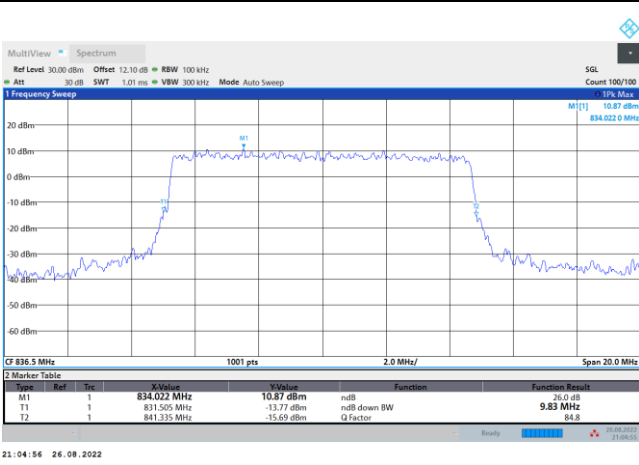 MultiView Spectrum
Ref Level 30.00 dBm Offset 12.10 dB RBW 100 kHz SGL
Att 30 dB SWT 1.01 ms VBW 300 kHz Mode Auto Sweep Count 100/100
1 Frequency Sweep 1Pk Max
M1[1] 10.87 dBm
834.022 0 MHz
20 dBm
M1
10 dBm
0 dBm
-10 dBm
T1 T2
-20 dBm
-30 dBm
-40 dBm
-50 dBm
-60 dBm
CF 836.5 MHz 1001 pts 2.0 MHz/ Span 20.0 MHz
2 Marker Table
Type Ref Trc X-Value Y-Value Function Function Result
M1 1 834.022 MHz 10.87 dBm ndB 26.0 dB
T1 1 831.505 MHz -13.77 dBm ndB down BW 9.83 MHz
T2 1 841.335 MHz -15.69 dBm Q Factor 84.8
Ready 26.08.2022
21:04:55
21:04:56 26.08.2022